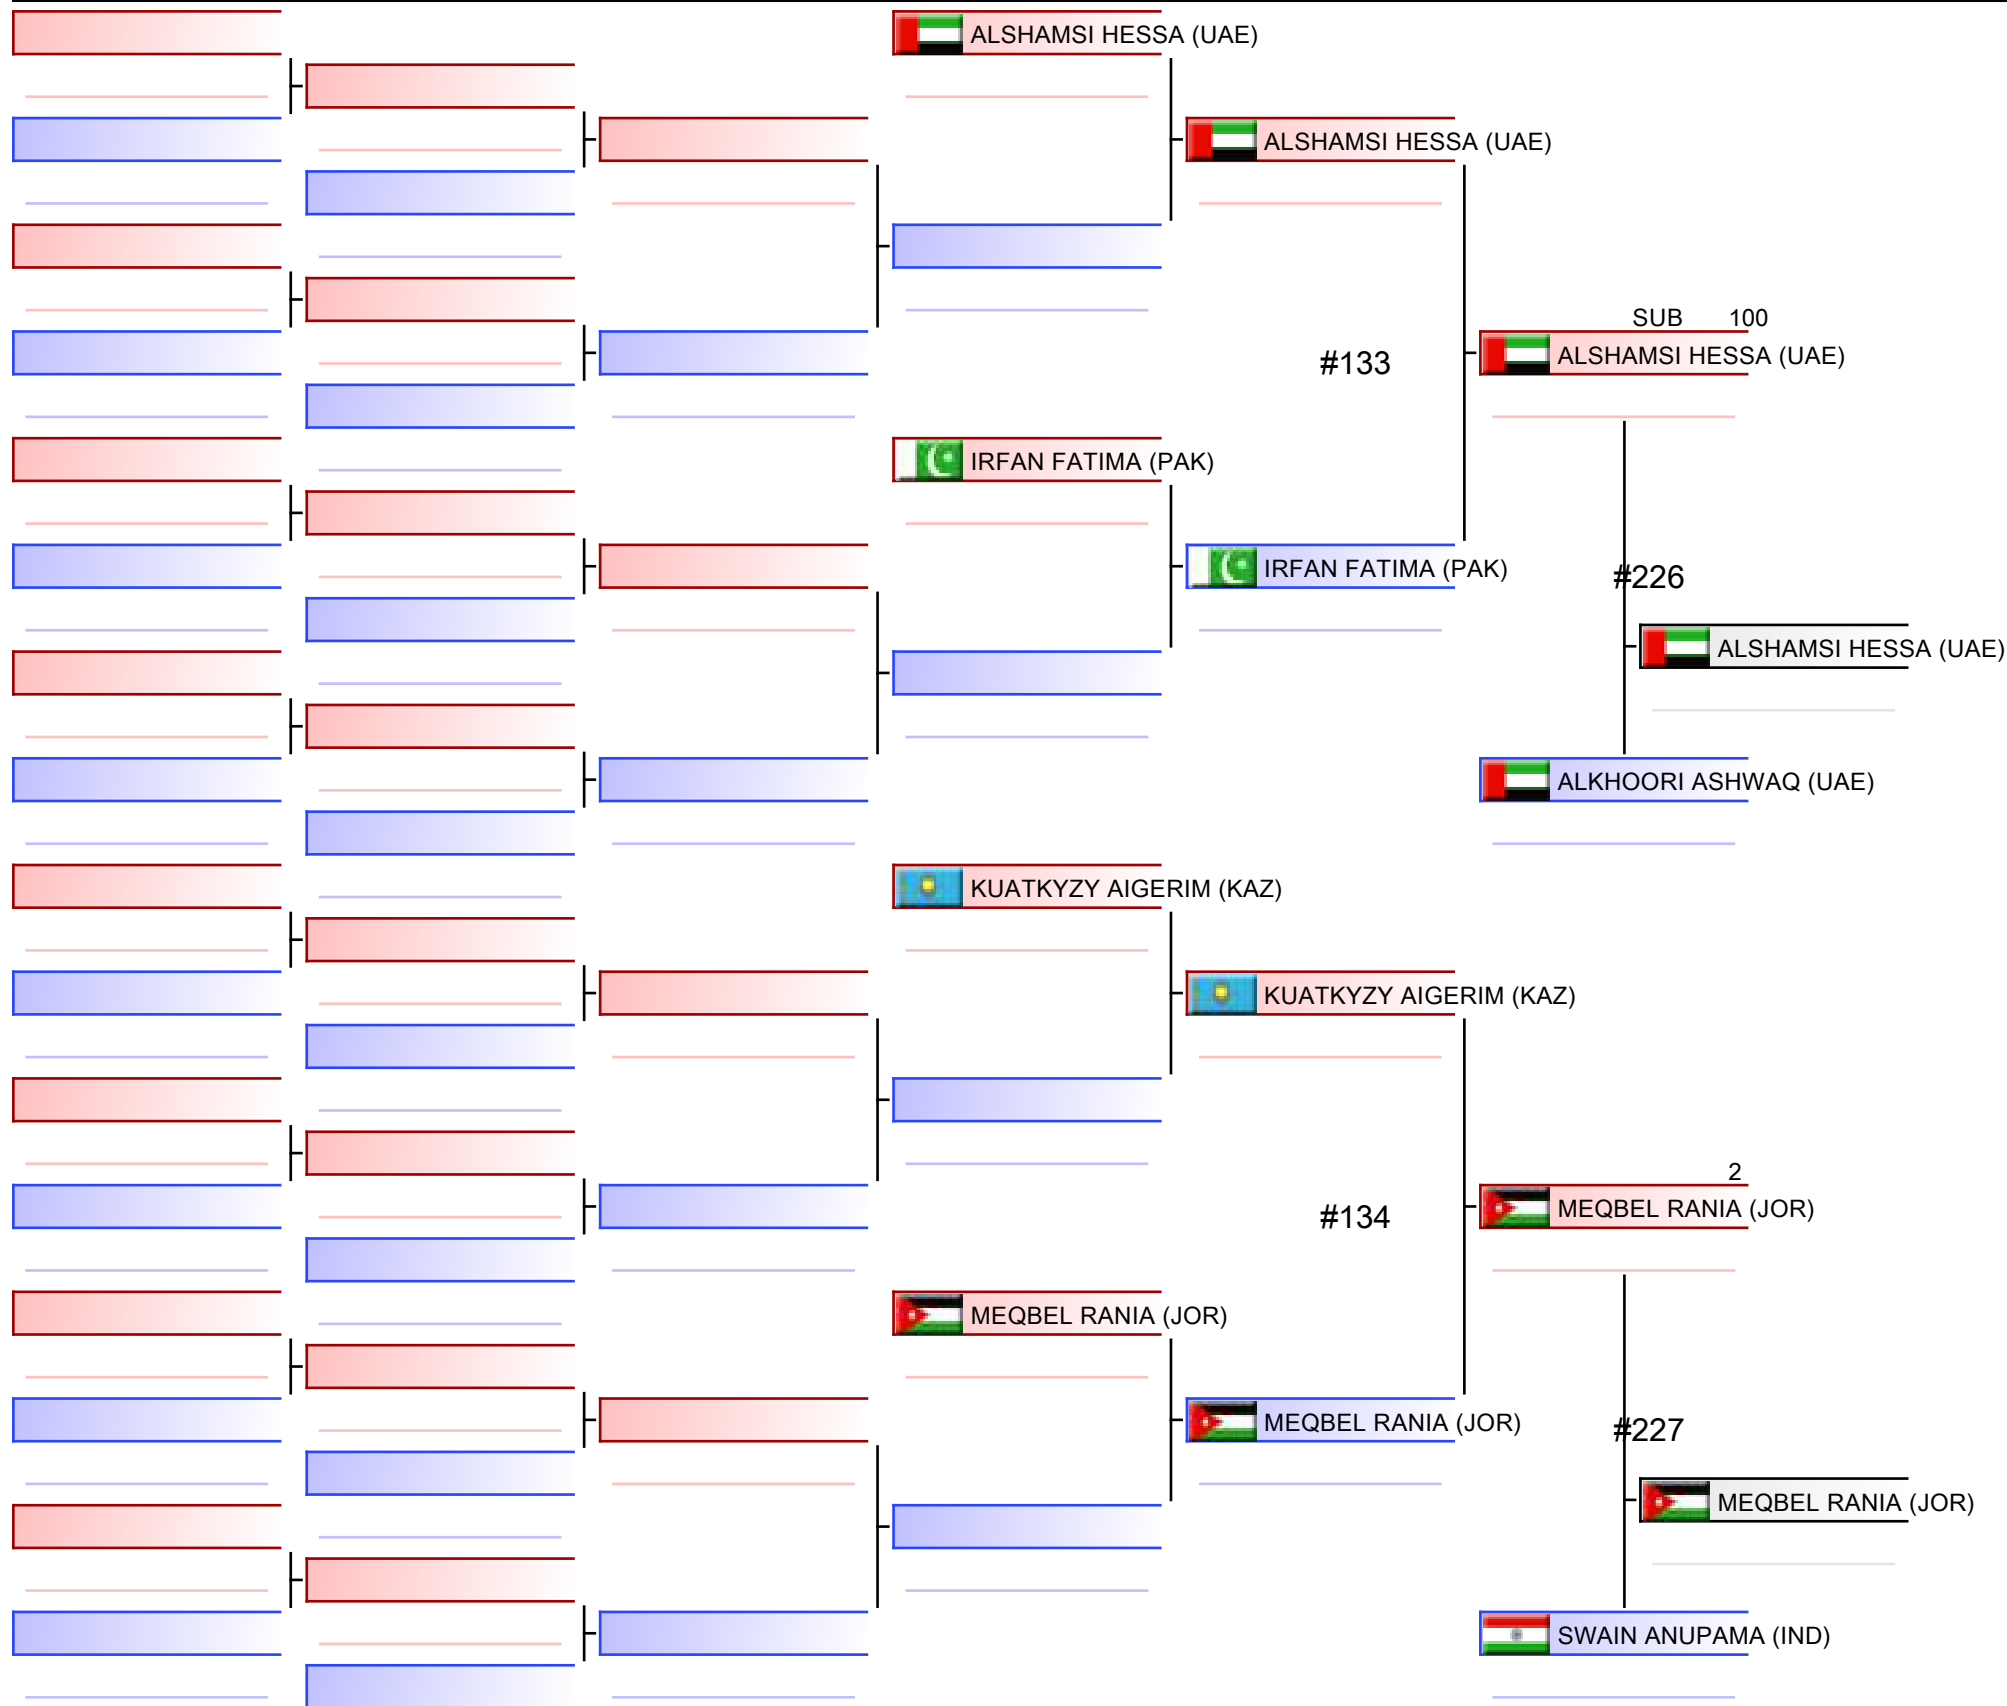 ALSHAMSI HESSA (UAE)
ALSHAMSI HESSA (UAE)
SUB 100
#133
ALSHAMSI HESSA (UAE)
IRFAN FATIMA (PAK)
IRFAN FATIMA (PAK)
#226
ALSHAMSI HESSA (UAE)
ALKHOORI ASHWAQ (UAE)
KUATKYZY AIGERIM (KAZ)
KUATKYZY AIGERIM (KAZ)
2
#134
MEQBEL RANIA (JOR)
MEQBEL RANIA (JOR)
MEQBEL RANIA (JOR)
#227
MEQBEL RANIA (JOR)
SWAIN ANUPAMA (IND)